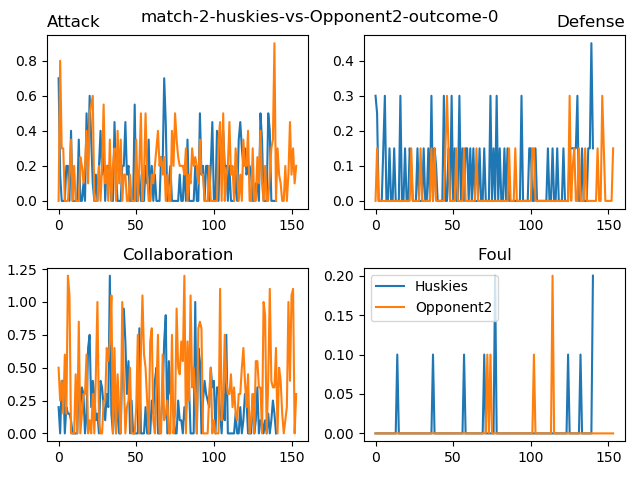 match-2-huskies-vs-Opponent2-outcome-0
Attack
Defense
0.8
0.6
0.4
0.2
0.0
0 50 100 150
0.4
0.3
0.2
0.1
0.0
0 50 100 150
Collaboration
Foul
1.25
1.00
0.75
0.50
0.25
0.00
0 50 100 150
0.20
0.15
0.10
0.05
0.00
0 50 100 150
Huskies
Opponent2